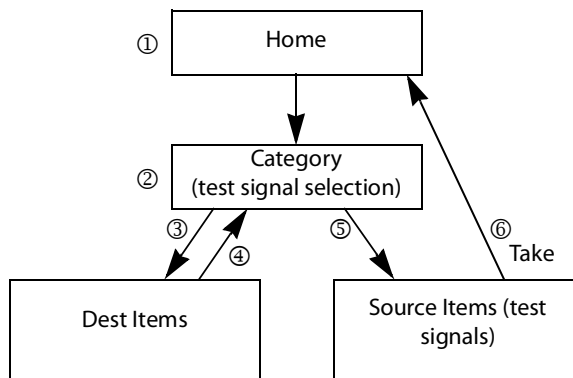 ① Home
② Category
(test signal selection)
③ ④ ⑤ ⑥
Take
Dest Items
Source Items (test
signals)